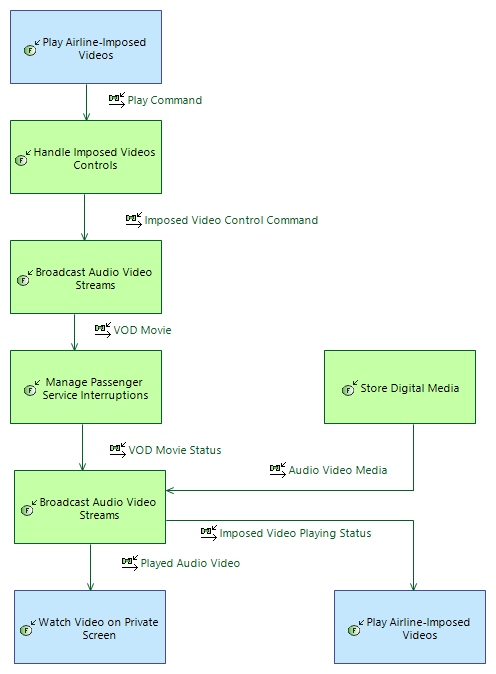 Play Airline-Imposed
Videos
Play Command
Handle Imposed Videos
Controls
Imposed Video Control Command
Broadcast Audio Video
Streams
VOD Movie
Manage Passenger
Service Interruptions
Store Digital Media
VOD Movie Status
Audio Video Media
Broadcast Audio Video
Streams
Imposed Video Playing Status
Played Audio Video
Watch Video on Private
Screen
Play Airline-Imposed
Videos